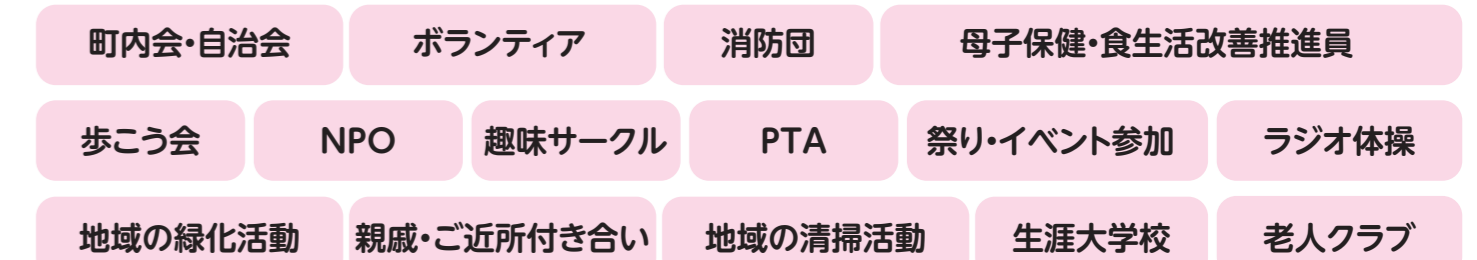 町内会・自治会 ボランティア 消防団 母子保健・食生活改善推進員
歩こう会 NPO 趣味サークル PTA 祭り・イベント参加 ラジオ体操
地域の緑化活動 親戚・ご近所付き合い 地域の清掃活動 生涯大学校 老人クラブ